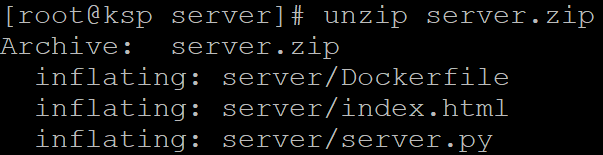 [root@ksp server]# unzip server.zip
Archive:  server.zip
  inflating: server/Dockerfile
  inflating: server/index.html
  inflating: server/server.py